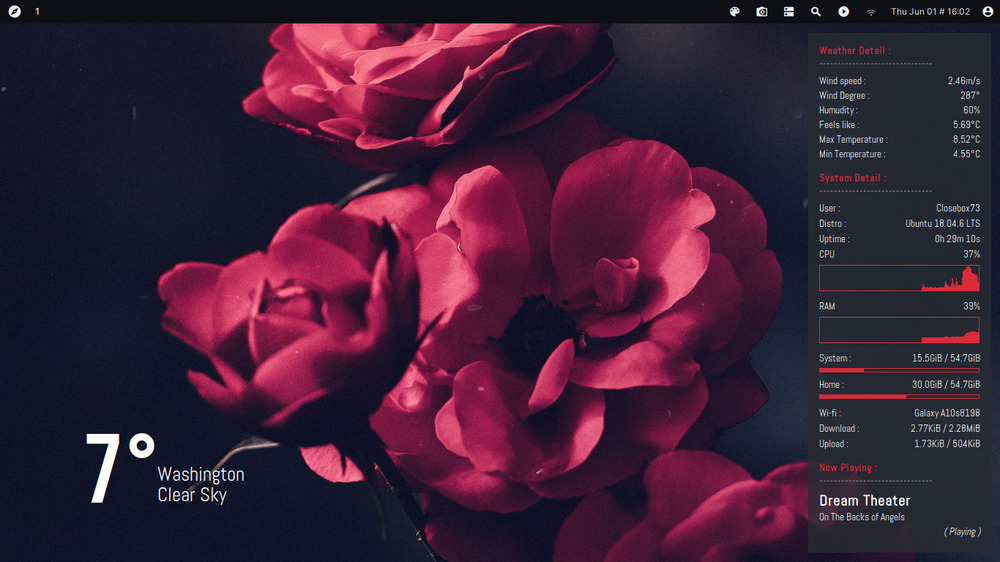 1
Thu Jun 01 # 16:02
Weather Detail :
Wind speed : 2.46m/s
Wind Degree : 287°
Humudity : 60%
Feels like : 5.69°C
Max Temperature : 8.52°C
Min Temperature : 4.55°C
System Detail :
User : Closebox73
Distro : Ubuntu 18.04.6 LTS
Uptime : 0h 29m 10s
CPU 37%
RAM 39%
System : 15.5GiB / 54.7GiB
Home : 30.0GiB / 54.7GiB
Wi-fi : Galaxy A10s8198
Download : 2.77KiB / 2.28MiB
Upload : 1.73KiB / 504KiB
Now Playing :
Dream Theater
On The Backs of Angels
( Playing )
7°
Washington
Clear Sky